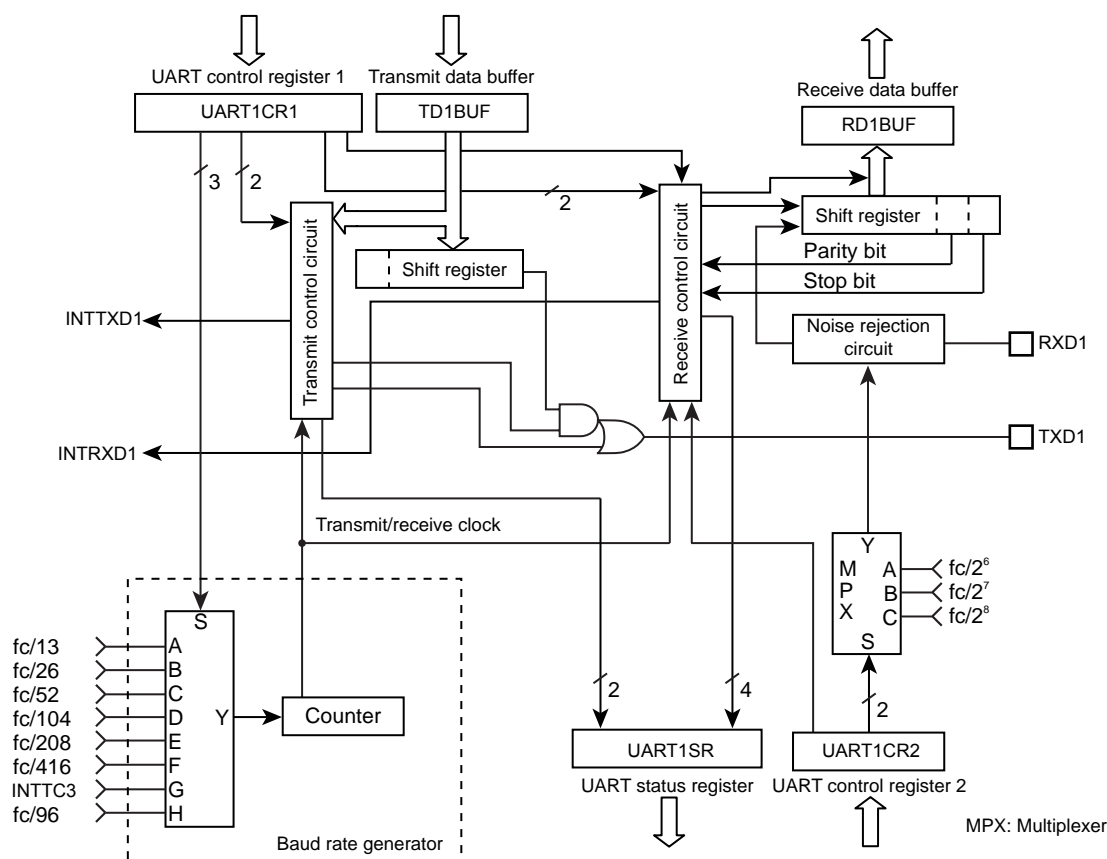 UART control register 1
Transmit data buffer
Receive data buffer
UART1CR1
TD1BUF
RD1BUF
3
2
2
Transmit control circuit
Receive control circuit
Shift register
Shift register
Parity bit
Stop bit
INTTXD1
Noise rejection
circuit
RXD1
INTRXD1
TXD1
Transmit/receive clock
Y
M
P
X
A
B
C
S
fc/2⁶
fc/2⁷
fc/2⁸
S
fc/13
A
fc/26
B
fc/52
C
fc/104
D
fc/208
E
fc/416
F
INTTC3
G
fc/96
H
Y
Counter
2
4
2
UART1SR
UART1CR2
UART status register
UART control register 2
Baud rate generator
MPX: Multiplexer